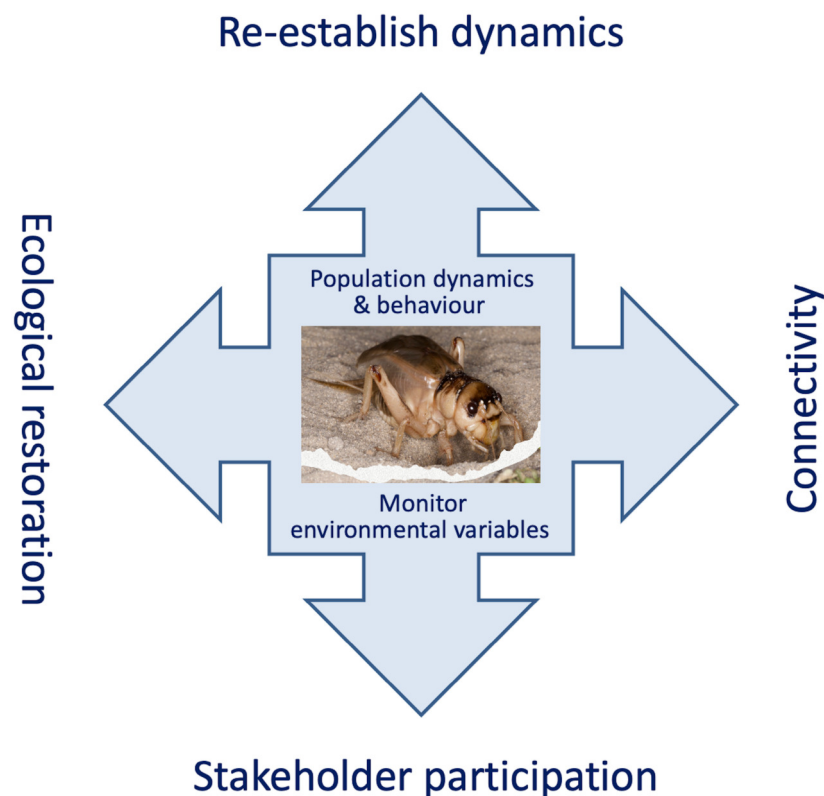 Re-establish dynamics
Ecological restoration
Population dynamics
& behaviour
Connectivity
Monitor
environmental variables
Stakeholder participation